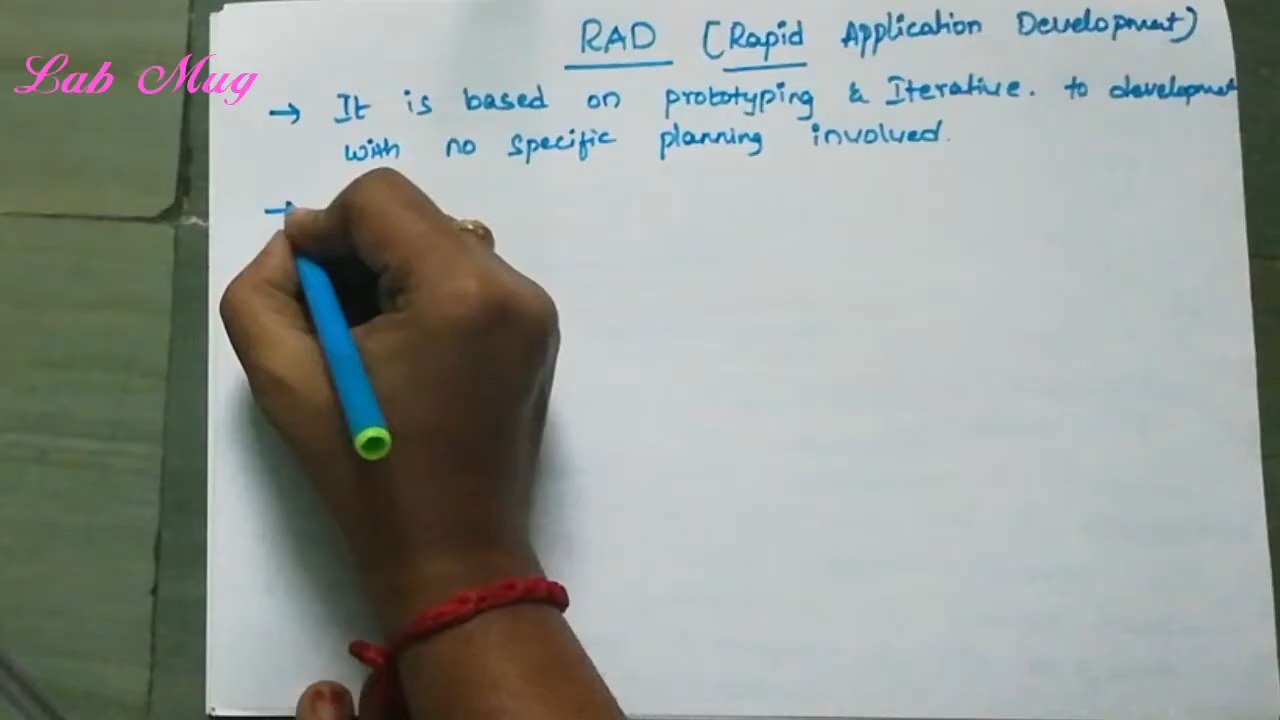 RAD (Rapid Application Development)
Lab Mug
→ It is based on prototyping & Iterative. to development
with no specific planning involved.
→